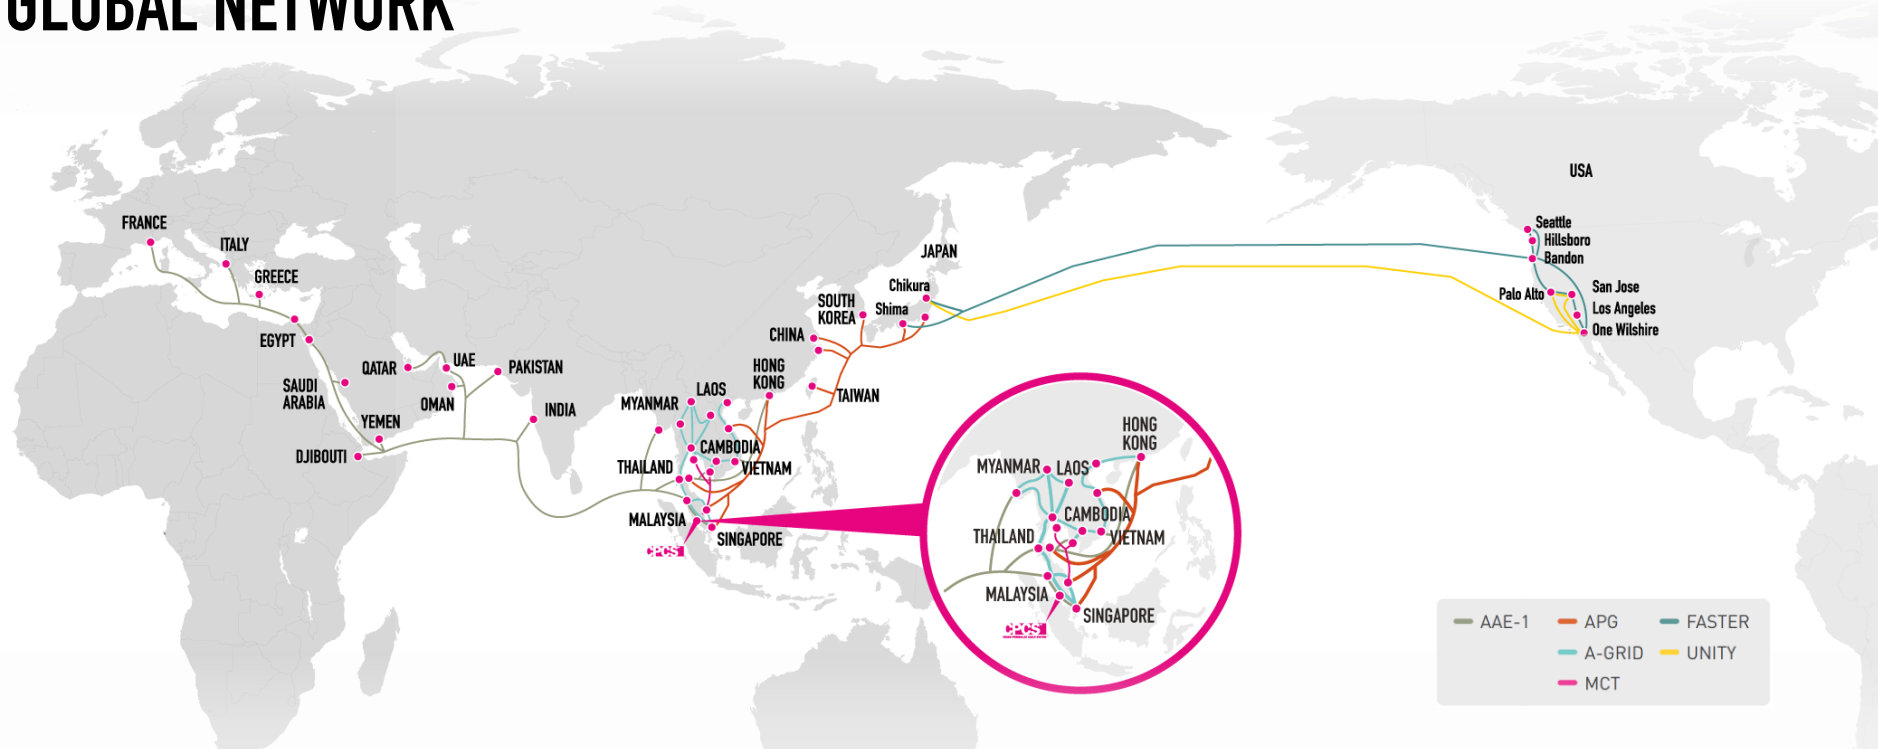 GLOBAL NETWORK
USA
FRANCE
ITALY
GREECE
EGYPT
SAUDI
ARABIA
QATAR
UAE
OMAN
PAKISTAN
YEMEN
DJIBOUTI
INDIA
MYANMAR
LAOS
HONG
KONG
CHINA
SOUTH
KOREA
Shima
Chikura
JAPAN
TAIWAN
CAMBODIA
THAILAND
VIETNAM
MALAYSIA
SINGAPORE
CPCS
Seattle
Hillsboro
Bandon
Palo Alto
San Jose
Los Angeles
One Wilshire
HONG
KONG
MYANMAR
LAOS
CAMBODIA
THAILAND
VIETNAM
MALAYSIA
SINGAPORE
CPCS
AAE-1
APG
FASTER
A-GRID
UNITY
MCT